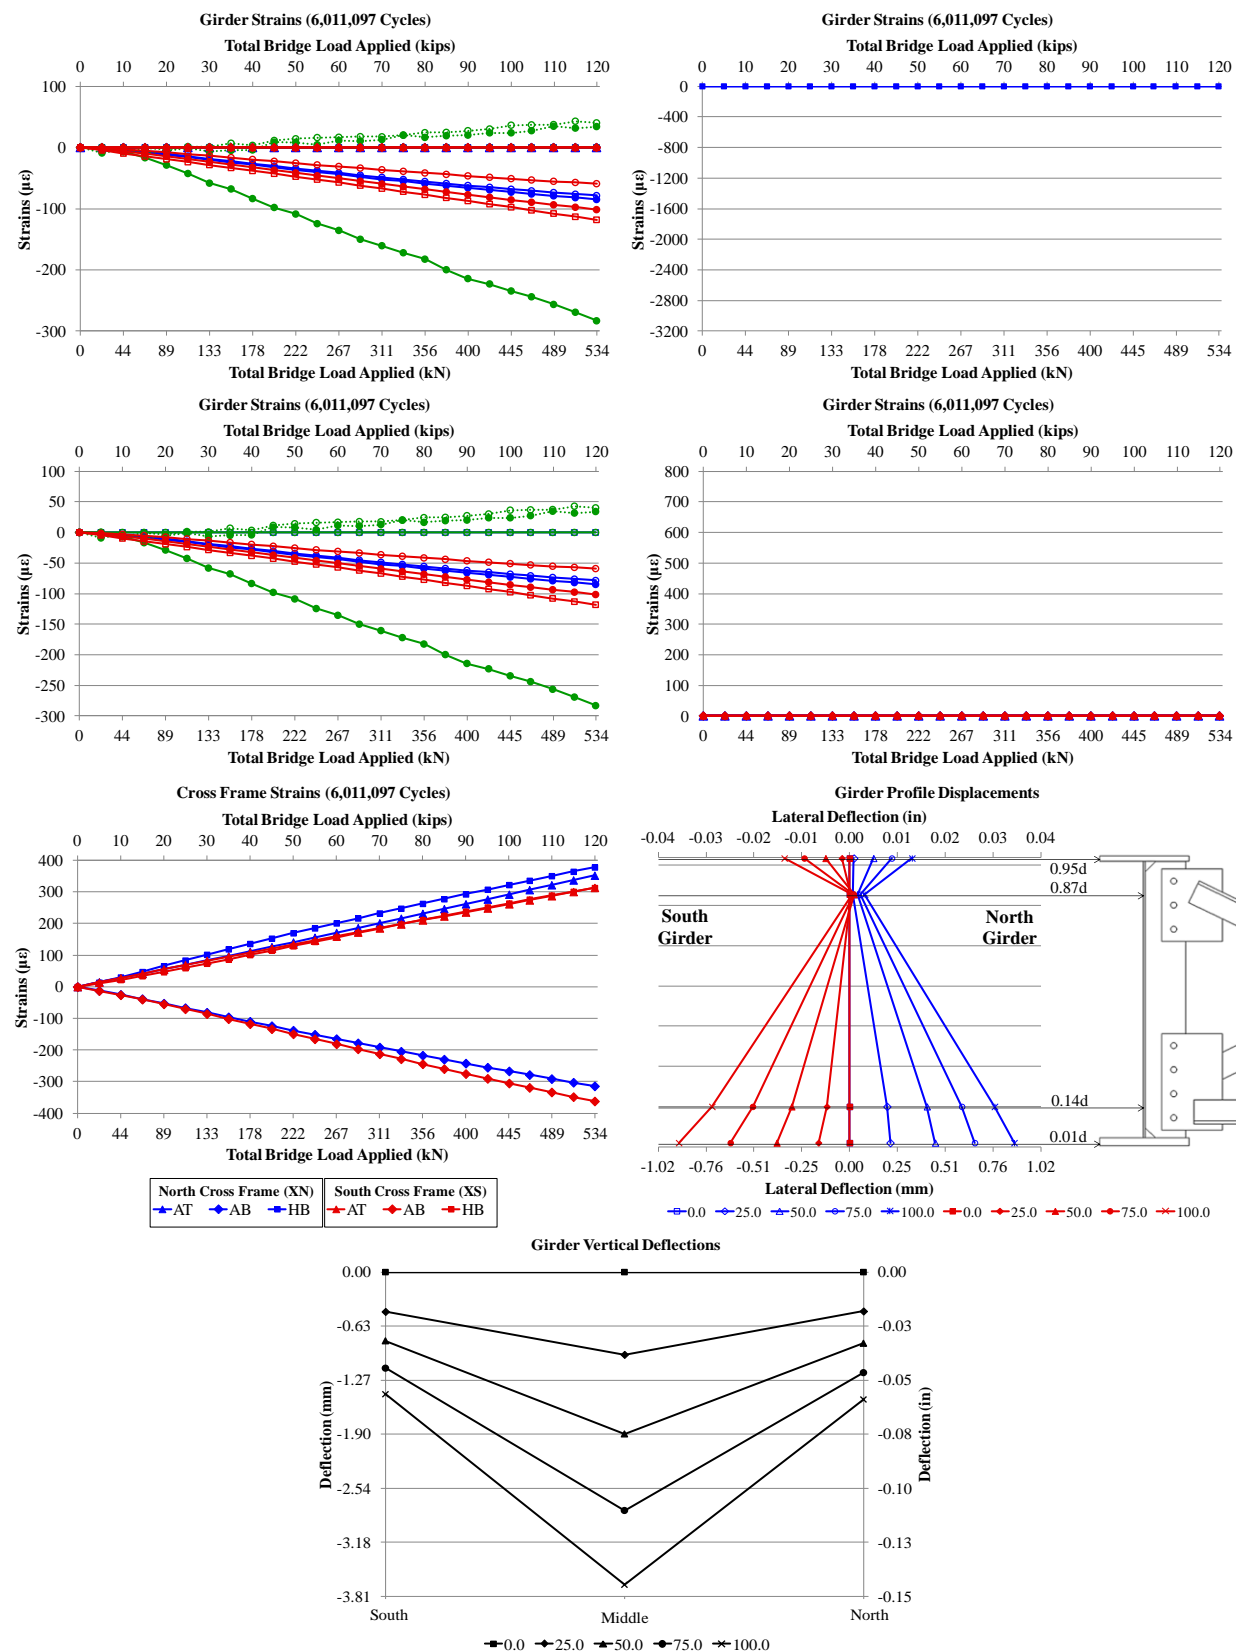 Girder Strains (6,011,097 Cycles)
Total Bridge Load Applied (kips)
0 10 20 30 40 50 60 70 80 90 100 110 120
100
0
-100
-200
-300
Strains (με)
0 44 89 133 178 222 267 311 356 400 445 489 534
Total Bridge Load Applied (kN)
Girder Strains (6,011,097 Cycles)
Total Bridge Load Applied (kips)
0 10 20 30 40 50 60 70 80 90 100 110 120
0
-400
-800
-1200
-1600
-2000
-2400
-2800
-3200
Strains (με)
0 44 89 133 178 222 267 311 356 400 445 489 534
Total Bridge Load Applied (kN)
Girder Strains (6,011,097 Cycles)
Total Bridge Load Applied (kips)
0 10 20 30 40 50 60 70 80 90 100 110 120
100
50
0
-50
-100
-150
-200
-250
-300
Strains (με)
0 44 89 133 178 222 267 311 356 400 445 489 534
Total Bridge Load Applied (kN)
Girder Strains (6,011,097 Cycles)
Total Bridge Load Applied (kips)
0 10 20 30 40 50 60 70 80 90 100 110 120
800
700
600
500
400
300
200
100
0
Strains (με)
0 44 89 133 178 222 267 311 356 400 445 489 534
Total Bridge Load Applied (kN)
Cross Frame Strains (6,011,097 Cycles)
Total Bridge Load Applied (kips)
0 10 20 30 40 50 60 70 80 90 100 110 120
400
300
200
100
0
-100
-200
-300
-400
Strains (με)
0 44 89 133 178 222 267 311 356 400 445 489 534
Total Bridge Load Applied (kN)
North Cross Frame (XN) South Cross Frame (XS)
AT AB HB AT AB HB
Girder Profile Displacements
Lateral Deflection (in)
-0.04 -0.03 -0.02 -0.01 0.00 0.01 0.02 0.03 0.04
0.95d
0.87d
South Girder
North Girder
0.14d
0.01d
-1.02 -0.76 -0.51 -0.25 0.00 0.25 0.51 0.76 1.02
Lateral Deflection (mm)
0.0 25.0 50.0 75.0 100.0 0.0 25.0 50.0 75.0 100.0
Girder Vertical Deflections
0.00
-0.63
-1.27
-1.90
-2.54
-3.18
-3.81
Deflection (mm)
0.00
-0.03
-0.05
-0.08
-0.10
-0.13
-0.15
Deflection (in)
South Middle North
0.0 25.0 50.0 75.0 100.0